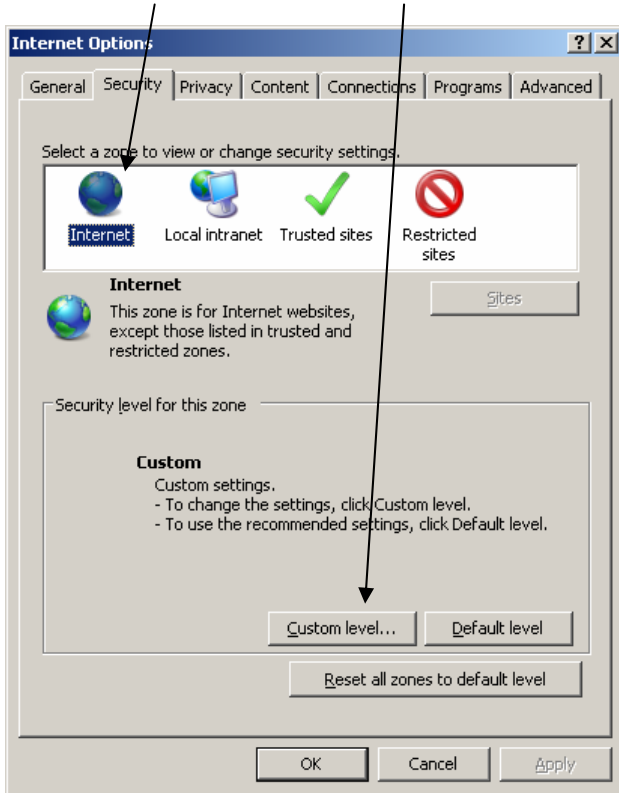 Internet Options
General Security Privacy Content Connections Programs Advanced
Select a zone to view or change security settings.
Internet Local intranet Trusted sites Restricted sites
Internet
Sites
This zone is for Internet websites,
except those listed in trusted and
restricted zones.
Security level for this zone
Custom
Custom settings.
- To change the settings, click Custom level.
- To use the recommended settings, click Default level.
Custom level... Default level
Reset all zones to default level
OK Cancel Apply